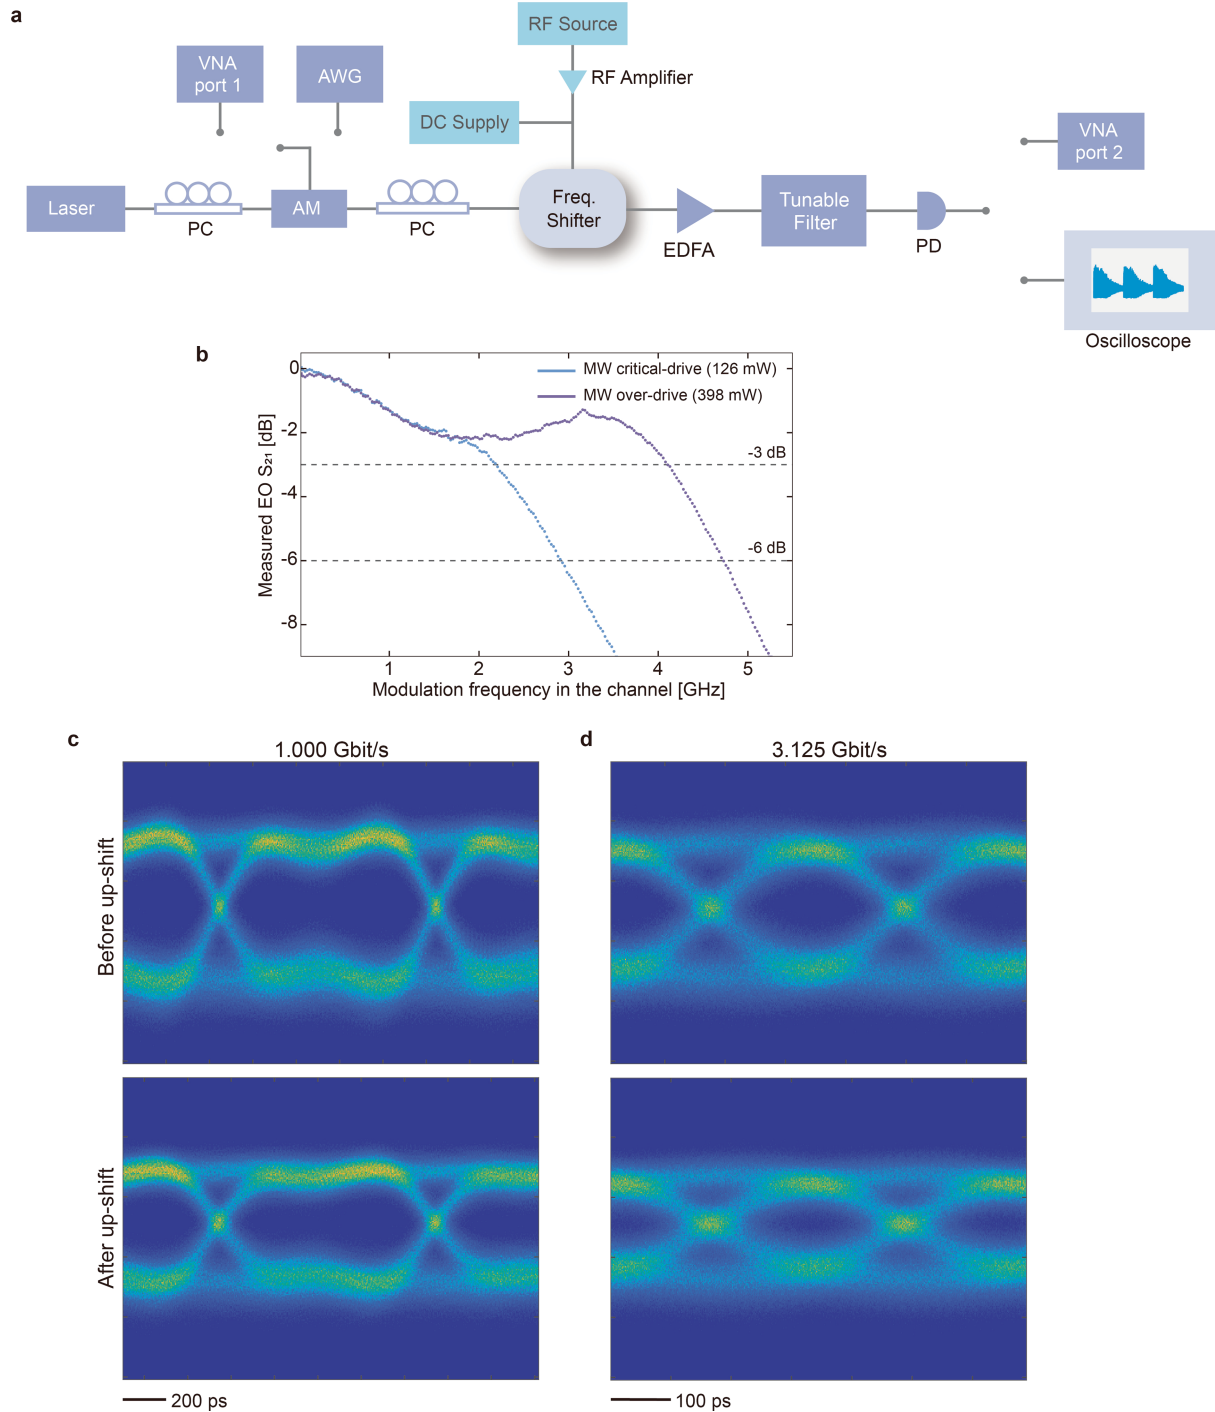 a
RF Source
VNA
port 1
AWG
RF Amplifier
DC Supply
VNA
port 2
Laser
PC
AM
PC
Freq.
Shifter
EDFA
Tunable
Filter
PD
Oscilloscope
b
Measured EO S₂₁ [dB]
0
-2
-4
-6
-8
MW critical-drive (126 mW)
MW over-drive (398 mW)
-3 dB
-6 dB
1 2 3 4 5
Modulation frequency in the channel [GHz]
c
1.000 Gbit/s
d
3.125 Gbit/s
Before up-shift
After up-shift
200 ps
100 ps